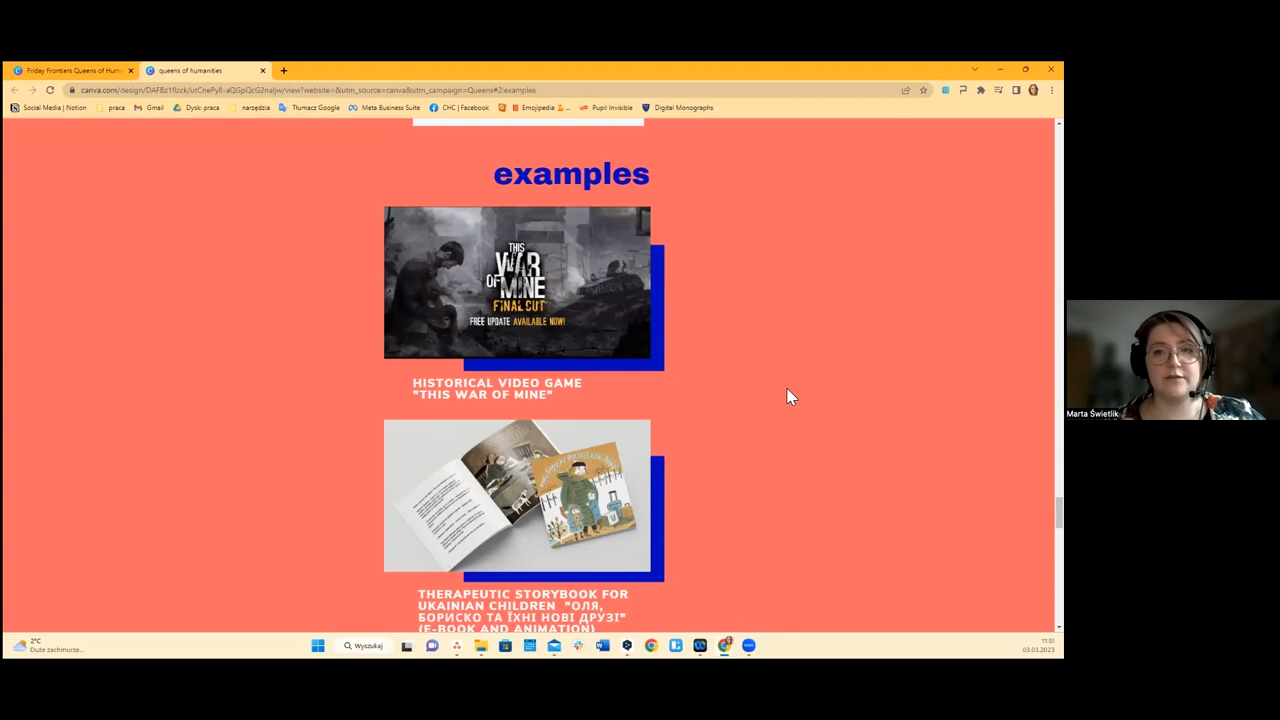 Friday Frontiers Queens of Hum
queens of humanities
canva.com/design/DAFBz1flzck/utCnePy8-aQGpQcG2naljw/view?website=&utm_source=canva&utm_campaign=Queens#2:examples
Social Media | Notion
praca
Gmail
Dysk: praca
narzędzia
Tłumacz Google
Meta Business Suite
CHC | Facebook
Emojipedia
Pupil Invisible
Digital Monographs
examples
THIS
WAR
OF MINE
FINAL CUT
FREE UPDATE AVAILABLE NOW!
HISTORICAL VIDEO GAME
"THIS WAR OF MINE"
THERAPEUTIC STORYBOOK FOR
UKAINIAN CHILDREN "ОЛЯ,
БОРИСКО ТА ЇХНІ НОВІ ДРУЗІ"
(E-BOOK AND ANIMATION)
Marta Świetlik
2°C
Duże zachmurze...
Wyszukaj
11:51
03.03.2023